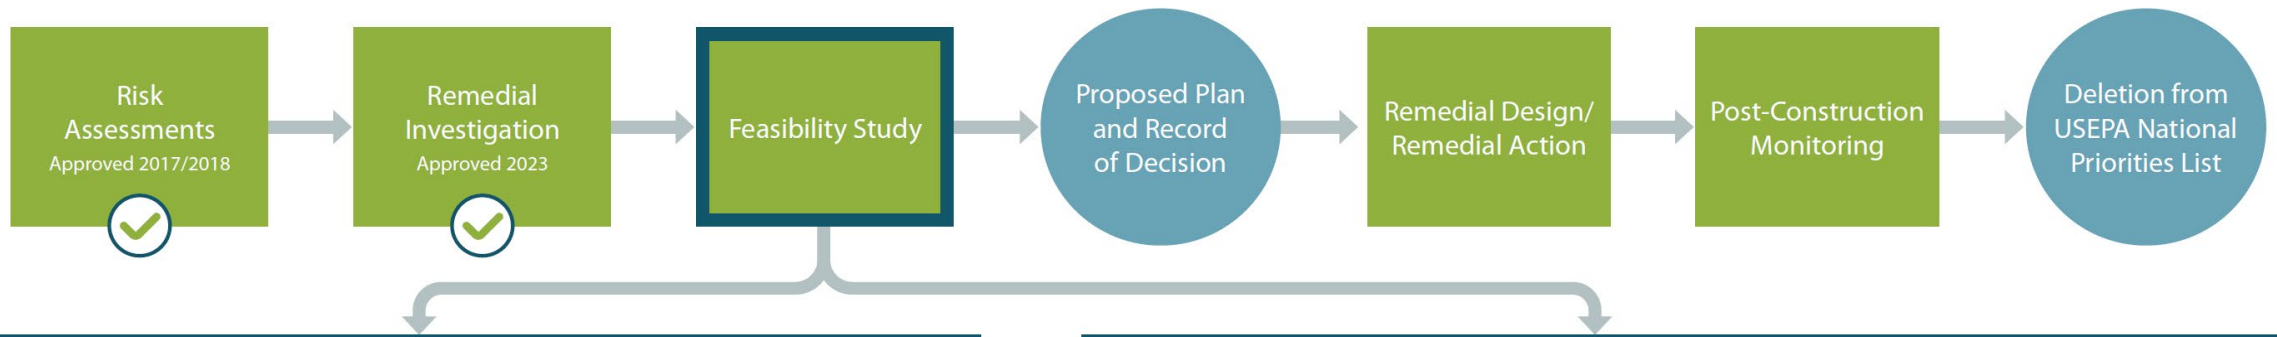 Risk
Assessments
Approved 2017/2018
Remedial
Investigation
Approved 2023
Feasibility Study
Proposed Plan
and Record
of Decision
Remedial Design/
Remedial Action
Post-Construction
Monitoring
Deletion from
USEPA National
Priorities List